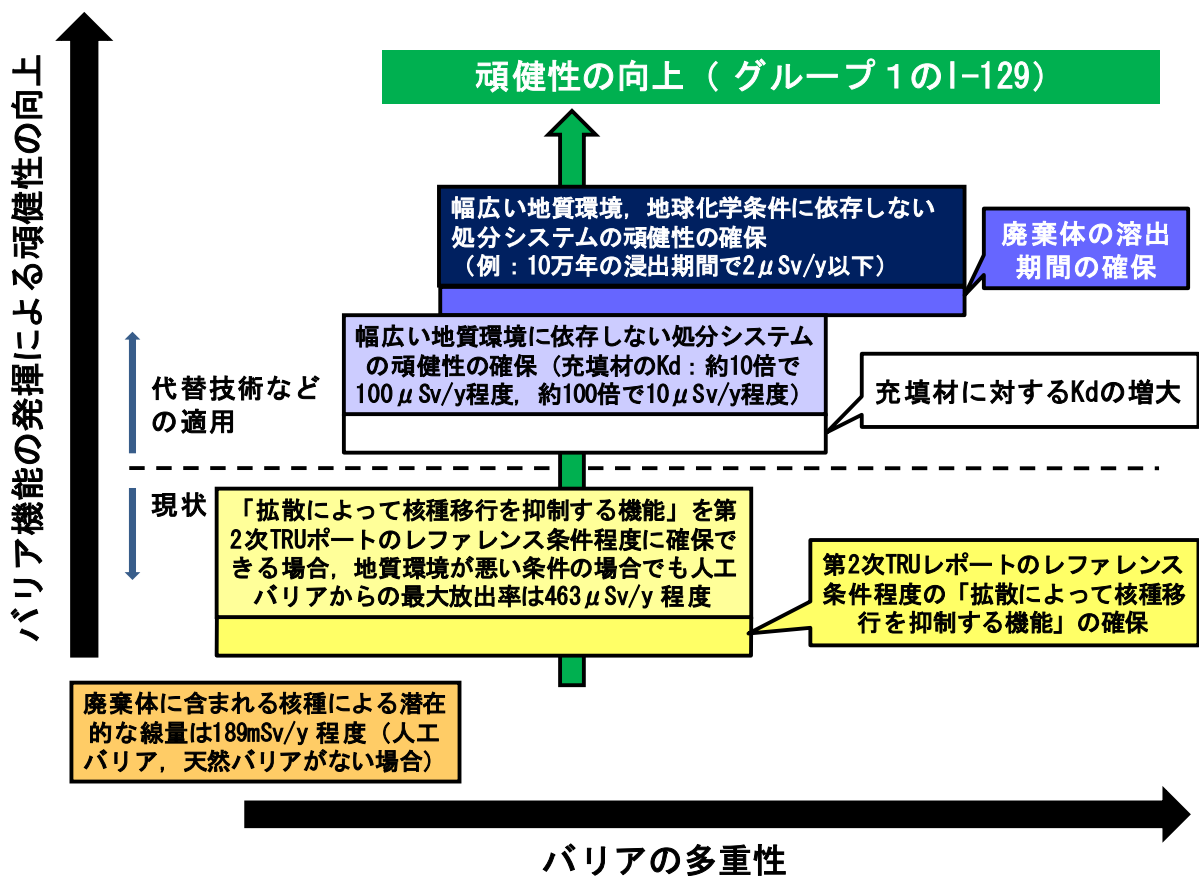 バリア機能の発揮による頑健性の向上
頑健性の向上（ グループ１のI-129）
幅広い地質環境，地球化学条件に依存しない
処分システムの頑健性の確保
（例：10万年の浸出期間で2μSv/y以下）
廃棄体の溶出
期間の確保
幅広い地質環境に依存しない処分システム
の頑健性の確保（充填材のKd：約10倍で
100μSv/y程度，約100倍で10μSv/y程度）
充填材に対するKdの増大
代替技術など
の適用
現状
「拡散によって核種移行を抑制する機能」を第
2次TRUポートのレファレンス条件程度に確保で
きる場合，地質環境が悪い条件の場合でも人工
バリアからの最大放出率は463μSv/y 程度
第2次TRUレポートのレファレンス
条件程度の「拡散によって核種移
行を抑制する機能」の確保
廃棄体に含まれる核種による潜在
的な線量は189mSv/y 程度（人工
バリア，天然バリアがない場合）
バリアの多重性